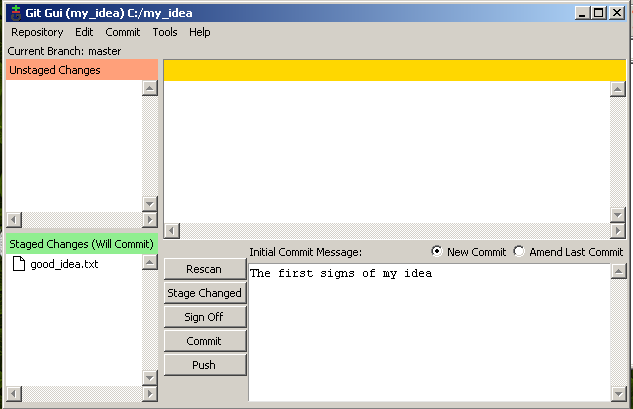 Git Gui (my_idea) C:/my_idea
Repository Edit Commit Tools Help
Current Branch: master
Unstaged Changes
Staged Changes (Will Commit)
good_idea.txt
Rescan
Stage Changed
Sign Off
Commit
Push
Initial Commit Message:
New Commit
Amend Last Commit
The first signs of my idea